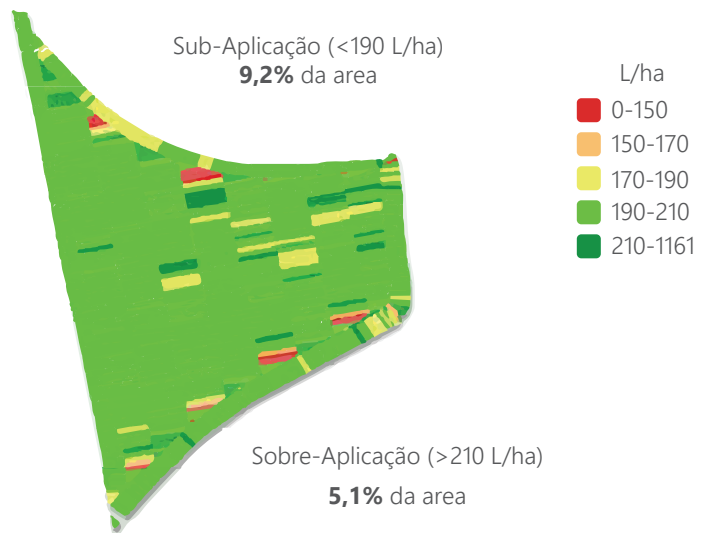 Sub-Aplicação (<190 L/ha)
9,2% da area
L/ha
0-150
150-170
170-190
190-210
210-1161
Sobre-Aplicação (>210 L/ha)
5,1% da area